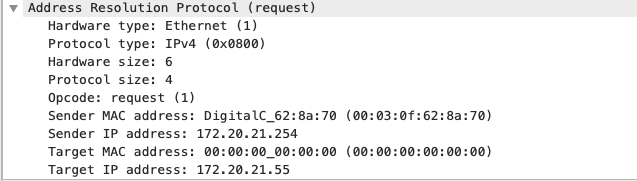 Address Resolution Protocol (request)
Hardware type: Ethernet (1)
Protocol type: IPv4 (0x0800)
Hardware size: 6
Protocol size: 4
Opcode: request (1)
Sender MAC address: DigitalC_62:8a:70 (00:03:0f:62:8a:70)
Sender IP address: 172.20.21.254
Target MAC address: 00:00:00_00:00:00 (00:00:00:00:00:00)
Target IP address: 172.20.21.55